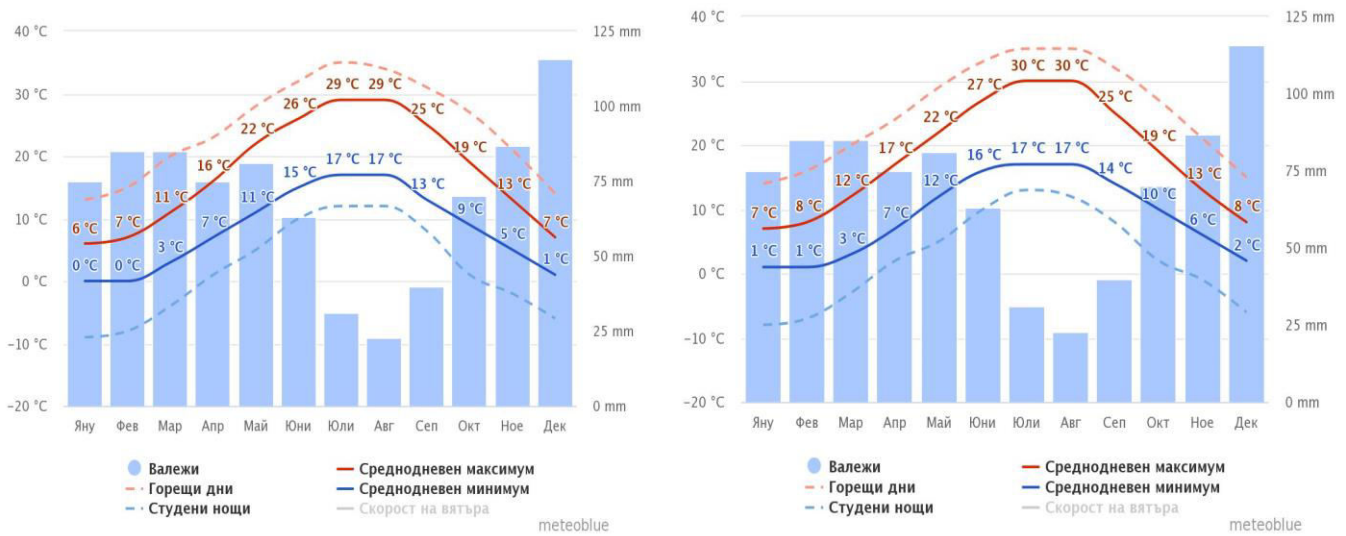 40 °C
30 °C
20 °C
10 °C
0 °C
−10 °C
−20 °C
125 mm
100 mm
75 mm
50 mm
25 mm
0 mm
6 °C 7 °C 11 °C 16 °C 22 °C 26 °C 29 °C 29 °C 25 °C 19 °C 13 °C 7 °C
0 °C 0 °C 3 °C 7 °C 11 °C 15 °C 17 °C 17 °C 13 °C 9 °C 5 °C 1 °C
Яну Фев Мар Апр Май Юни Юли Авг Сеп Окт Ное Дек
Валежи
Горещи дни
Студени нощи
Среднодневен максимум
Среднодневен минимум
Скорост на вятъра
meteoblue
40 °C
30 °C
20 °C
10 °C
0 °C
−10 °C
−20 °C
125 mm
100 mm
75 mm
50 mm
25 mm
0 mm
7 °C 8 °C 12 °C 17 °C 22 °C 27 °C 30 °C 30 °C 25 °C 19 °C 13 °C 8 °C
1 °C 1 °C 3 °C 7 °C 12 °C 16 °C 17 °C 17 °C 14 °C 10 °C 6 °C 2 °C
Яну Фев Мар Апр Май Юни Юли Авг Сеп Окт Ное Дек
Валежи
Горещи дни
Студени нощи
Среднодневен максимум
Среднодневен минимум
Скорост на вятъра
meteoblue